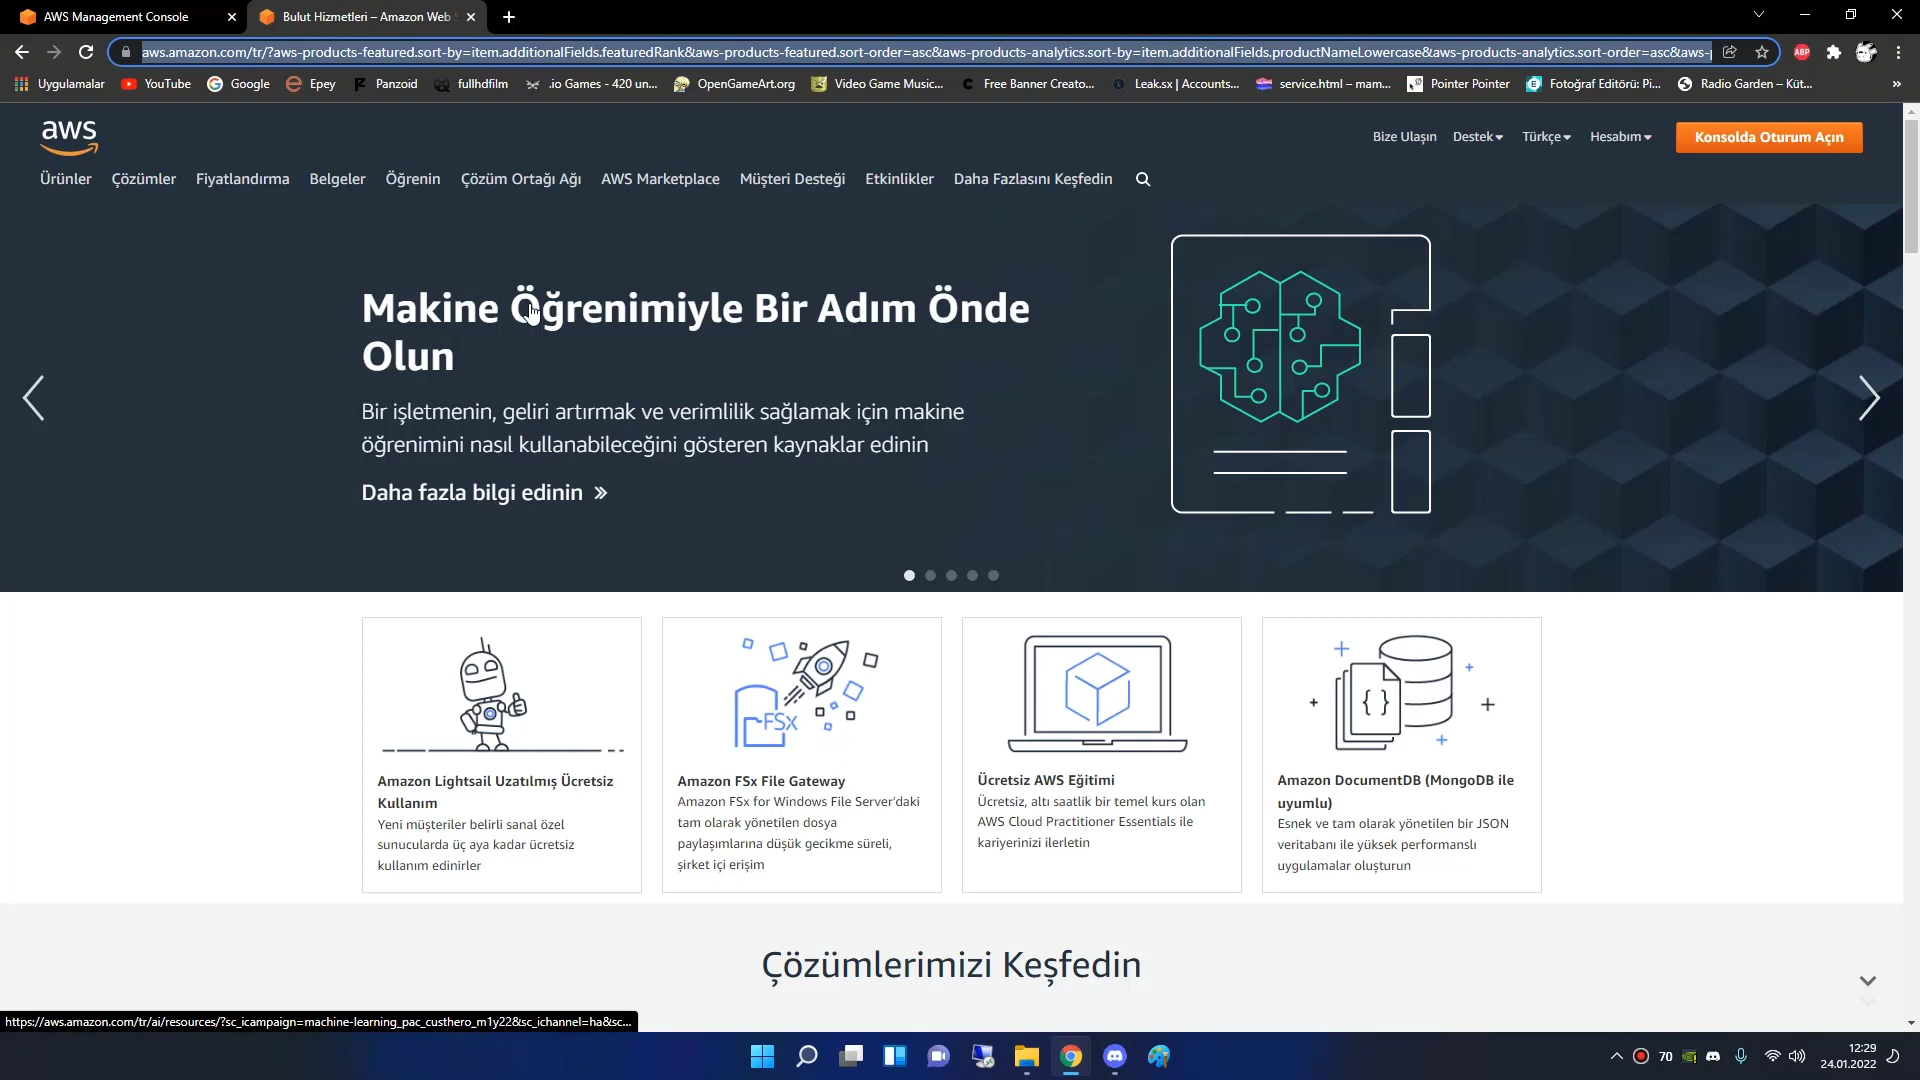 AWS Management Console
Bulut Hizmetleri – Amazon Web S
aws.amazon.com/tr/?aws-products-featured.sort-by=item.additionalFields.featuredRank&aws-products-featured.sort-order=asc&aws-products-analytics.sort-by=item.additionalFields.productNameLowercase&aws-products-analytics.sort-order=asc&aws-p
ABP
Uygulamalar YouTube Google Epey Panzoid fullhdfilm .io Games - 420 un... OpenGameArt.org Video Game Music... Free Banner Creato... Leak.sx | Accounts... service.html – mam... Pointer Pointer Fotoğraf Editörü: Pi... Radio Garden – Küt... »
aws
Bize Ulaşın Destek Türkçe Hesabım Konsolda Oturum Açın
Ürünler Çözümler Fiyatlandırma Belgeler Öğrenin Çözüm Ortağı Ağı AWS Marketplace Müşteri Desteği Etkinlikler Daha Fazlasını Keşfedin
Makine Öğrenimiyle Bir Adım Önde
Olun
Bir işletmenin, geliri artırmak ve verimlilik sağlamak için makine
öğrenimini nasıl kullanabileceğini gösteren kaynaklar edinin
Daha fazla bilgi edinin »
Amazon Lightsail Uzatılmış Ücretsiz
Kullanım
Yeni müşteriler belirli sanal özel
sunucularda üç aya kadar ücretsiz
kullanım edinirler
FSx
Amazon FSx File Gateway
Amazon FSx for Windows File Server'daki
tam olarak yönetilen dosya
paylaşımlarına düşük gecikme süreli,
şirket içi erişim
Ücretsiz AWS Eğitimi
Ücretsiz, altı saatlik bir temel kurs olan
AWS Cloud Practitioner Essentials ile
kariyerinizi ilerletin
{ }
Amazon DocumentDB (MongoDB ile
uyumlu)
Esnek ve tam olarak yönetilen bir JSON
veritabanı ile yüksek performanslı
uygulamalar oluşturun
Çözümlerimizi Keşfedin
https://aws.amazon.com/tr/ai/resources/?sc_icampaign=machine-learning_pac_custhero_m1y22&sc_ichannel=ha&sc...
70
12:29
24.01.2022